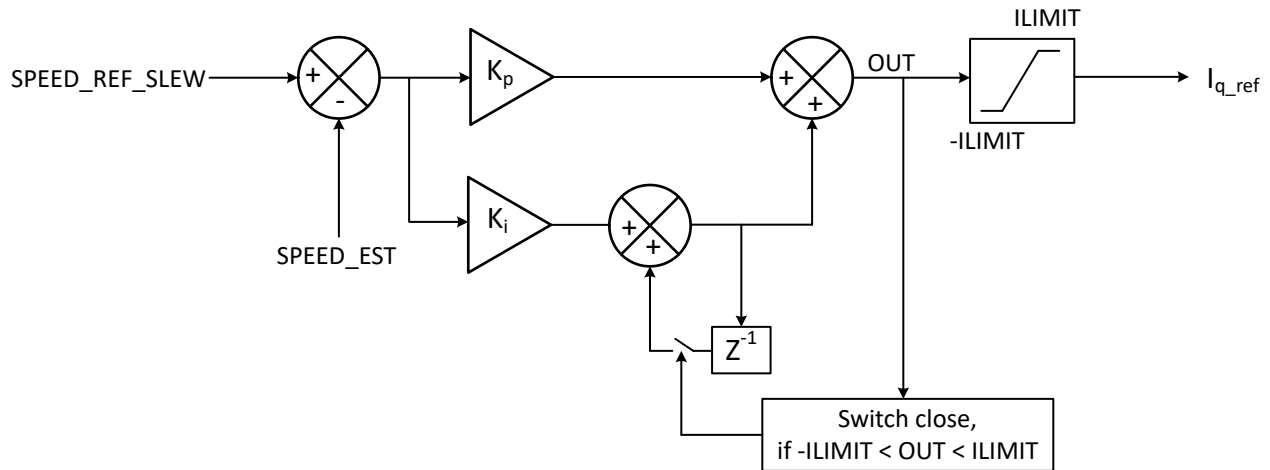 ILIMIT
SPEED_REF_SLEW
+
-
Kp
+
+
OUT
Iq_ref
-ILIMIT
Ki
+
+
SPEED_EST
Z-1
Switch close,
if -ILIMIT < OUT < ILIMIT